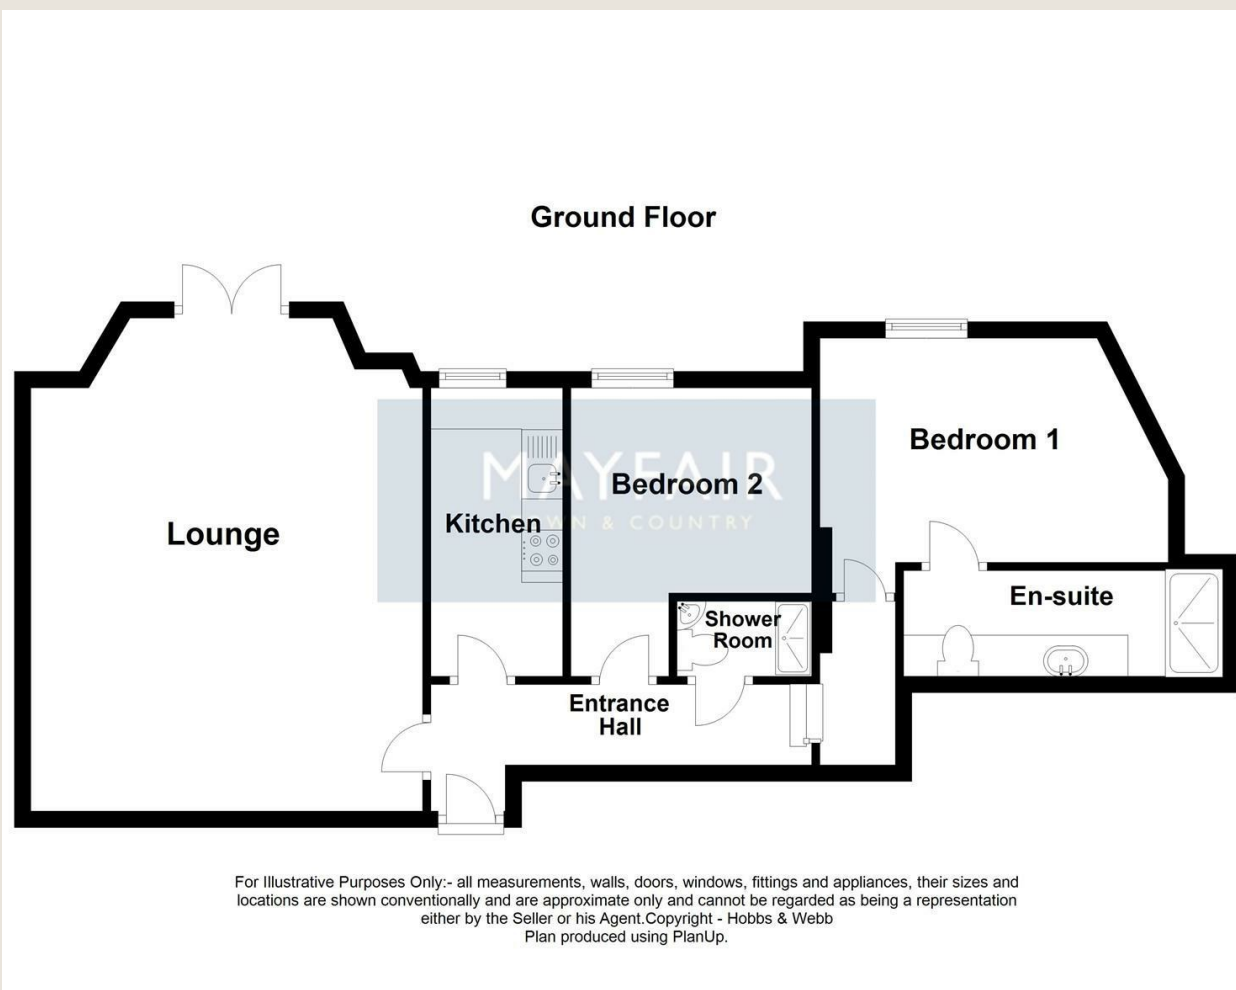 Ground Floor
MAYFAIR
TOWN & COUNTRY
Bedroom 1
Bedroom 2
Kitchen
Lounge
En-suite
Shower
Room
Entrance
Hall
For Illustrative Purposes Only:- all measurements, walls, doors, windows, fittings and appliances, their sizes and
locations are shown conventionally and are approximate only and cannot be regarded as being a representation
either by the Seller or his Agent.Copyright - Hobbs & Webb
Plan produced using PlanUp.